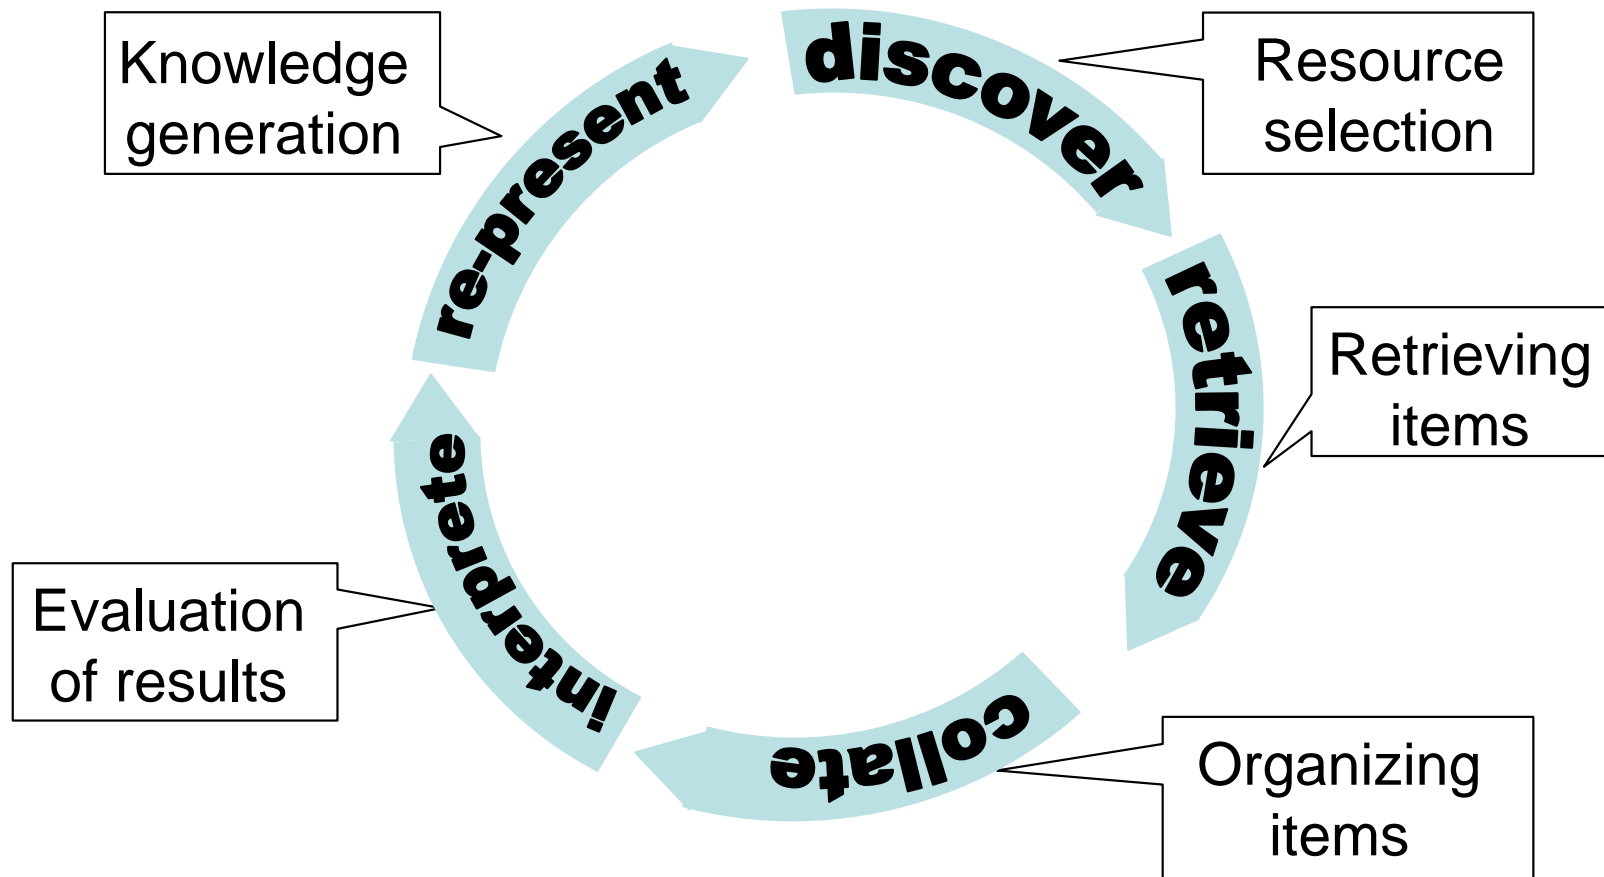 Knowledge
generation
discover
Resource
selection
retrieve
Retrieving
items
collate
Organizing
items
interprete
Evaluation
of results
re-present